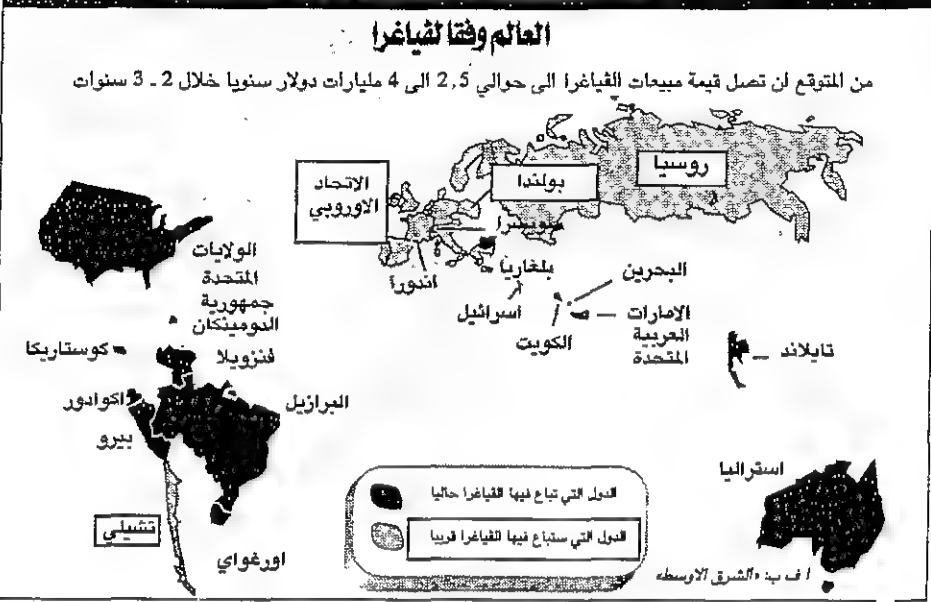 العالم وفقا لفياغرا
من المتوقع ان تصل قيمة مبيعات الفياغرا الى حوالي 2,5 الى 4 مليارات دولار سنويا خلال 2 ـ 3 سنوات
روسيا
بولندا
الاتحاد
الاوروبي
سويسرا
اندورا
بلغاريا
اسرائيل
البحرين
الكويت
الامارات
العربية
المتحدة
تايلاند
الولايات
المتحدة
جمهورية
الدومينكان
كوستاريكا
فنزويلا
اكوادور
البرازيل
بيرو
تشيلي
اورغواي
استراليا
الدول التي تباع فيها الفياغرا حاليا
الدول التي ستباع فيها الفياغرا قريبا
ا ف ب: «الشرق الاوسط»